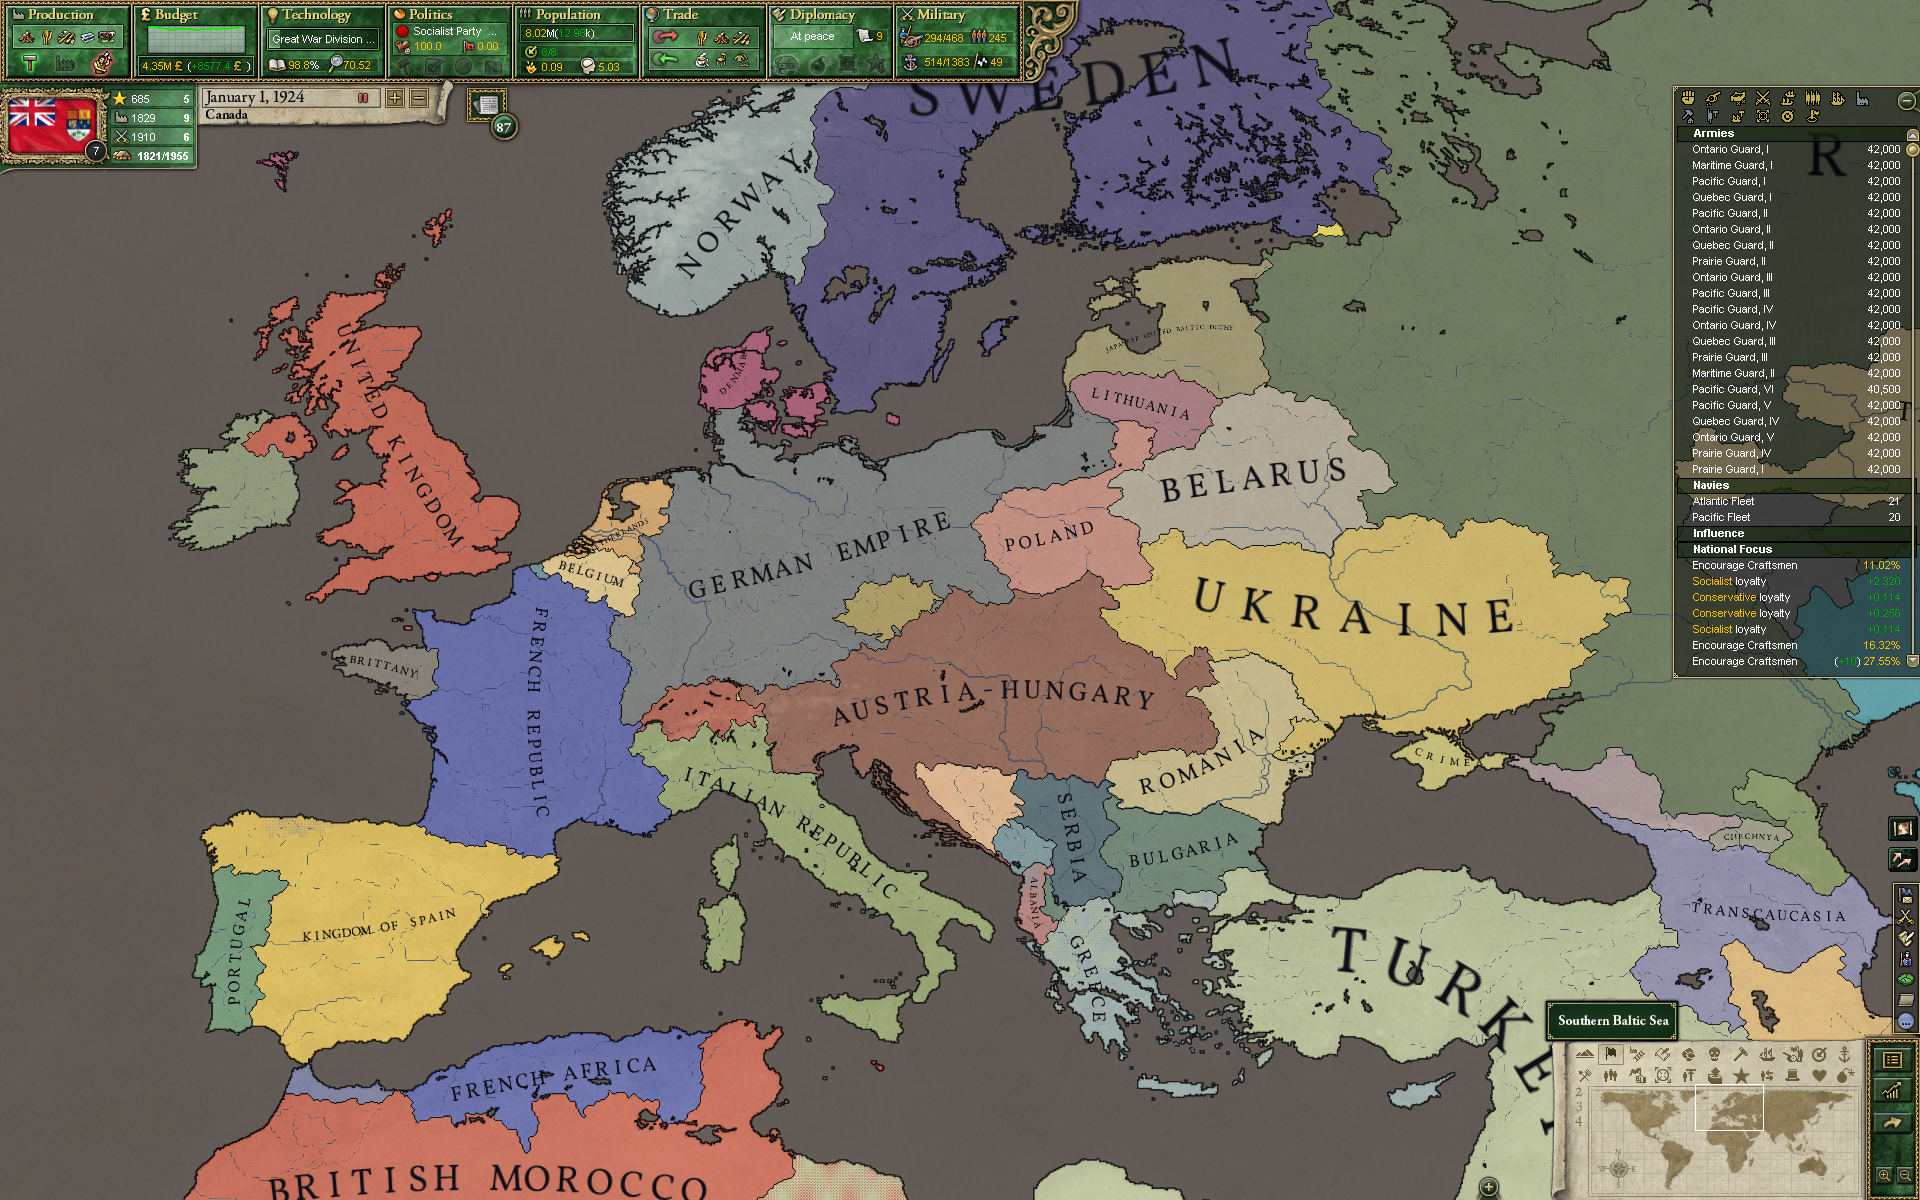 Production
£ Budget
Technology
Politics
Population
Trade
Diplomacy
Military
Great War Division ...
Socialist Party ...
8.02M(12.98k)
At peace
9
294/468
245
100.0
0.00
8/8
4.35M £ (+8577.4 £ )
98.8%
70.52
0.09
5.03
514/1383
49
685
5
1829
9
1910
6
1821/1955
7
January 1, 1924
Canada
87
SWEDEN
NORWAY
DENMARK
UNITED KINGDOM
LITHUANIA
BELARUS
R
GERMAN EMPIRE
POLAND
BELGIUM
UKRAINE
FRENCH REPUBLIC
BRITTANY
AUSTRIA-HUNGARY
ROMANIA
CRIME
ITALIAN REPUBLIC
SERBIA
BULGARIA
CHECHNYA
ALBANIA
TRANSCAUCASIA
PORTUGAL
KINGDOM OF SPAIN
GREECE
TURKE
FRENCH AFRICA
BRITISH MOROCCO
Armies
Ontario Guard, I 42,000
Maritime Guard, I 42,000
Pacific Guard, I 42,000
Quebec Guard, I 42,000
Pacific Guard, II 42,000
Ontario Guard, II 42,000
Quebec Guard, II 42,000
Prairie Guard, II 42,000
Ontario Guard, III 42,000
Pacific Guard, III 42,000
Pacific Guard, IV 42,000
Ontario Guard, IV 42,000
Quebec Guard, III 42,000
Prairie Guard, III 42,000
Maritime Guard, II 42,000
Pacific Guard, VI 40,500
Pacific Guard, V 42,000
Quebec Guard, IV 42,000
Ontario Guard, V 42,000
Prairie Guard, IV 42,000
Prairie Guard, I 42,000
Navies
Atlantic Fleet 21
Pacific Fleet 20
Influence
National Focus
Encourage Craftsmen 11.02%
Socialist loyalty +2.320
Conservative loyalty +0.114
Conservative loyalty +0.256
Socialist loyalty +0.114
Encourage Craftsmen 16.32%
Encourage Craftsmen (+10) 27.55%
Southern Baltic Sea
2
3
4
N
W
E